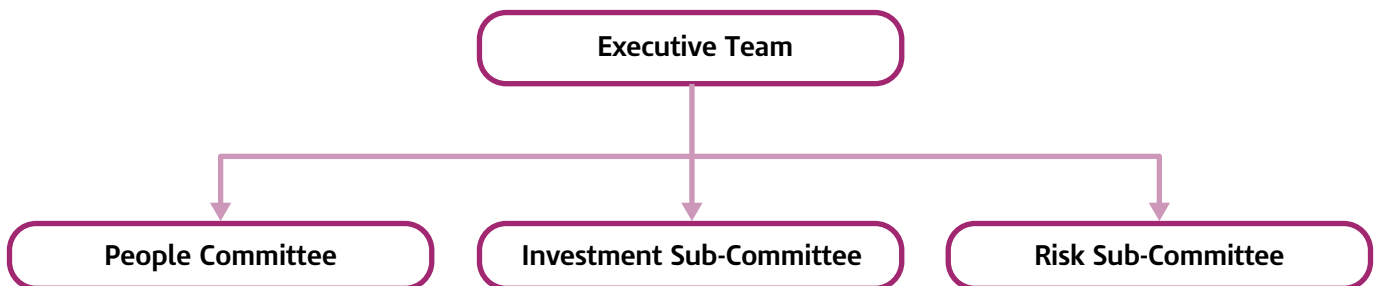 Executive Team
People Committee
Investment Sub-Committee
Risk Sub-Committee